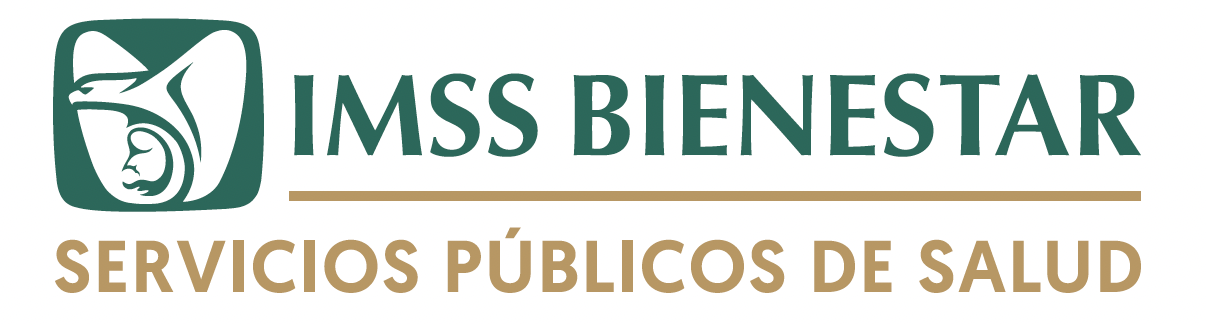 IMSS BIENESTAR
SERVICIOS PÚBLICOS DE SALUD